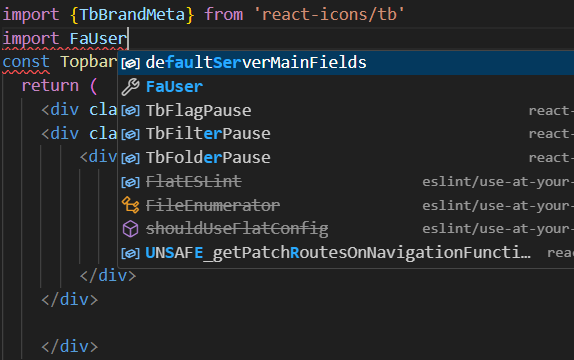 import {TbBrandMeta} from 'react-icons/tb'
import FaUser
const Topbar
defaultServerMainFields
return (
FaUser
<div cla
TbFlagPause react-
<div cla
TbFilterPause react-
<div
TbFolderPause react-
FlatESLint eslint/use-at-your-
FileEnumerator eslint/use-at-your-
shouldUseFlatConfig eslint/use-at-your-
UNSAFE_getPatchRoutesOnNavigationFuncti... reac
</div>
</div>
</div>